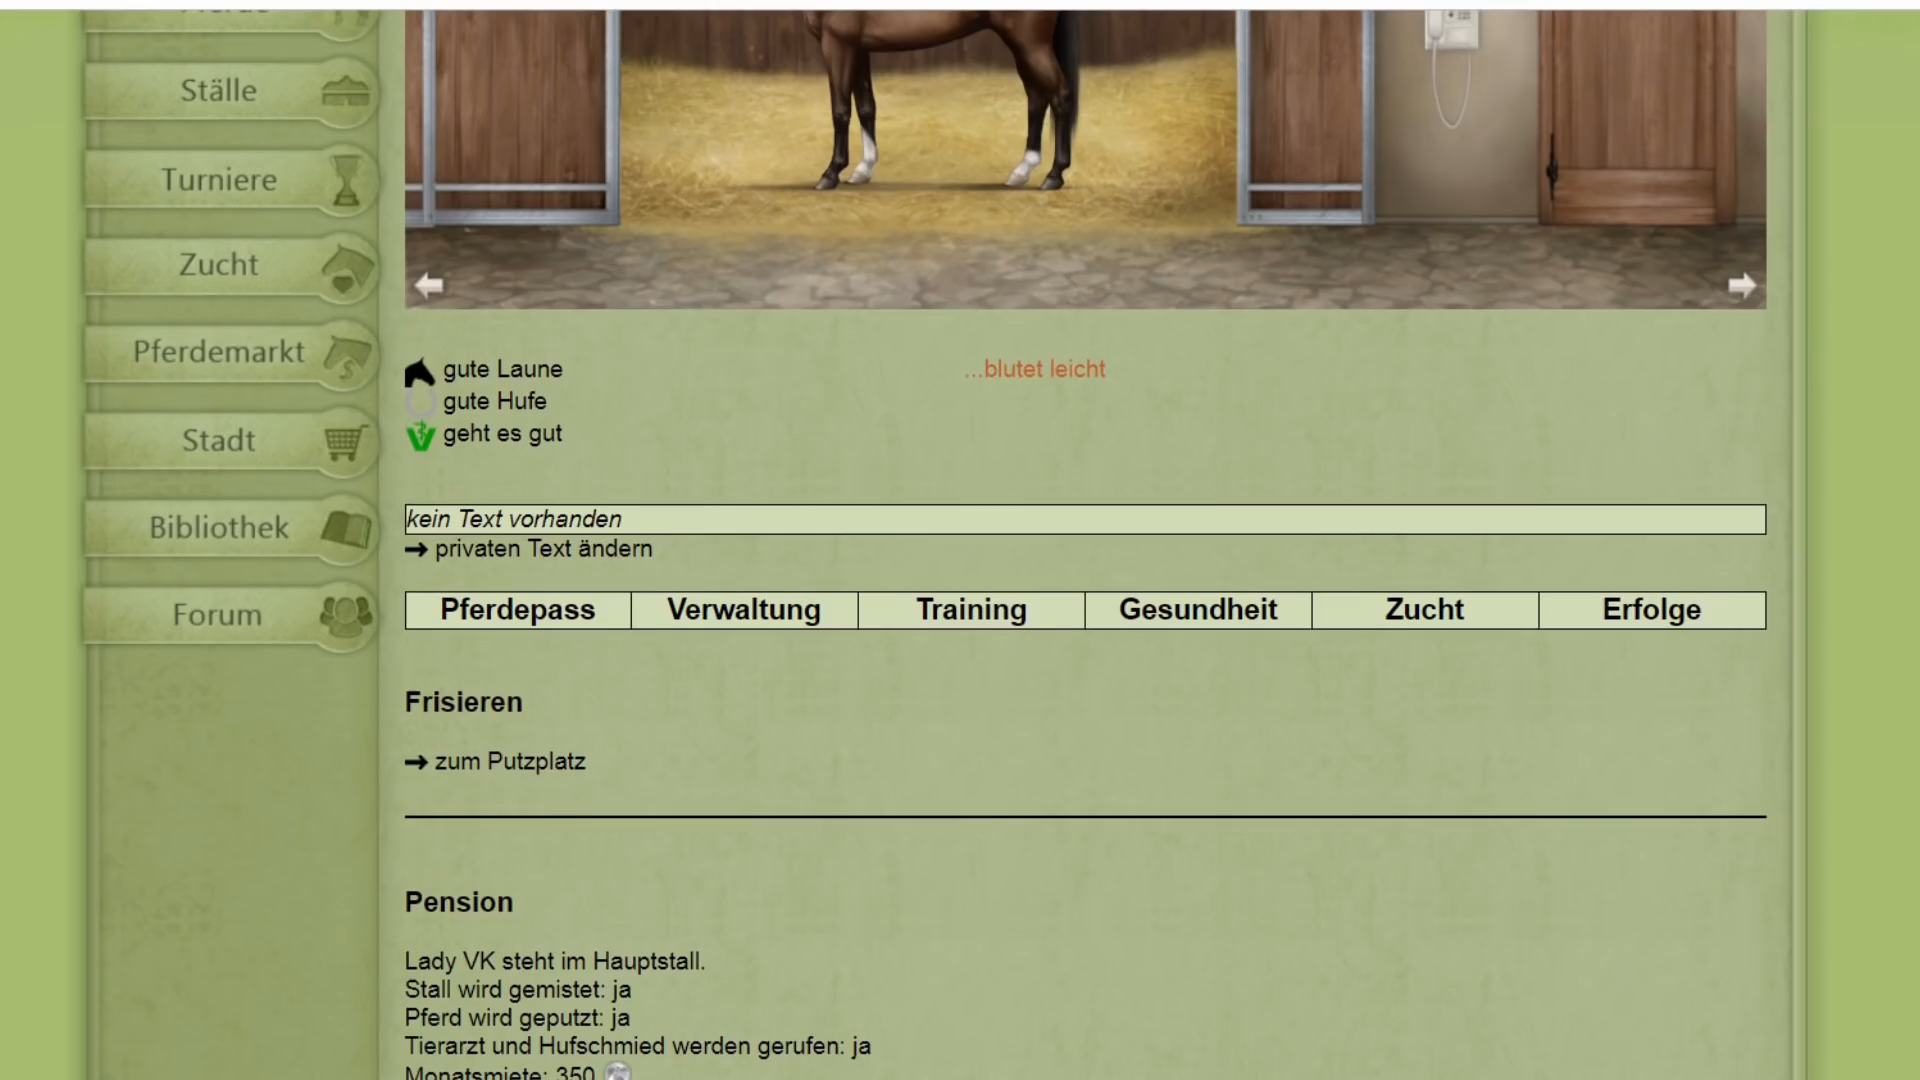 Ställe
Turniere
Zucht
Pferdemarkt
Stadt
Bibliothek
Forum
gute Laune
...blutet leicht
gute Hufe
geht es gut
kein Text vorhanden
privaten Text ändern
Pferdepass Verwaltung Training Gesundheit Zucht Erfolge
Frisieren
zum Putzplatz
Pension
Lady VK steht im Hauptstall.
Stall wird gemistet: ja
Pferd wird geputzt: ja
Tierarzt und Hufschmied werden gerufen: ja
Monatsmiete: 350